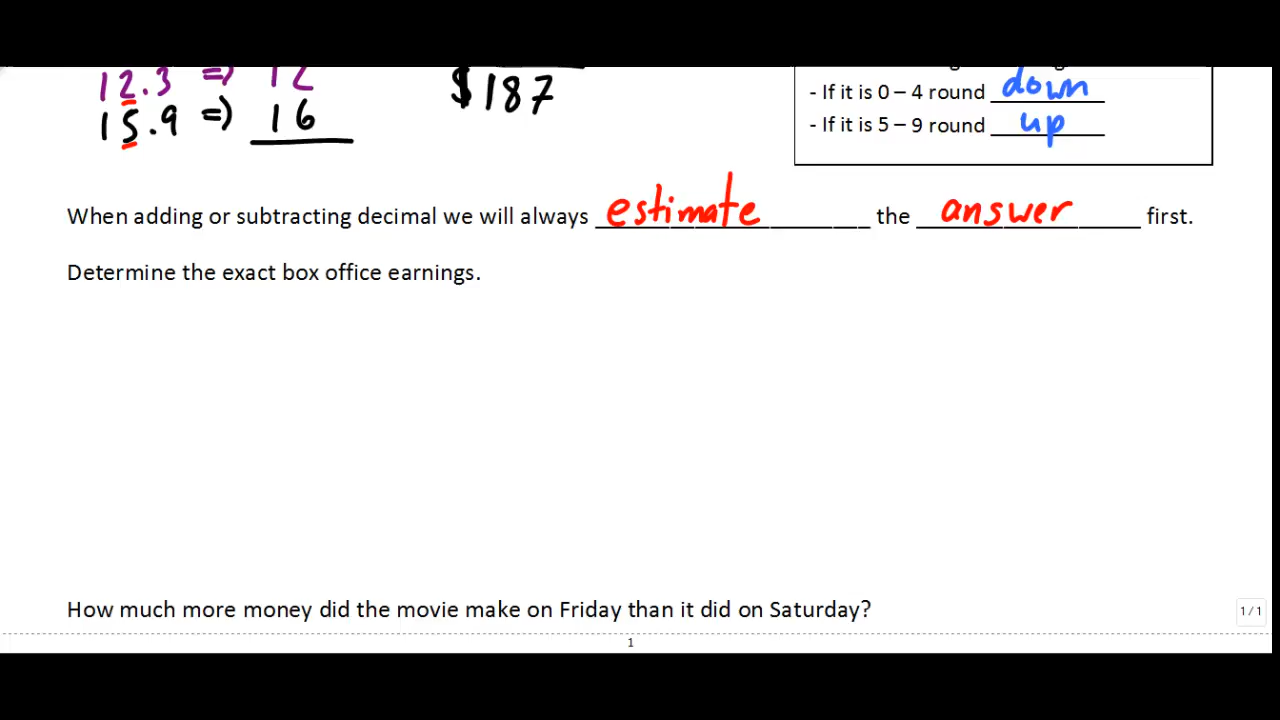 12.3 => 12
15.9 => 16
$187
- If it is 0 – 4 round down
- If it is 5 – 9 round up
When adding or subtracting decimal we will always estimate the answer first.
Determine the exact box office earnings.
How much more money did the movie make on Friday than it did on Saturday?
1 / 1
1